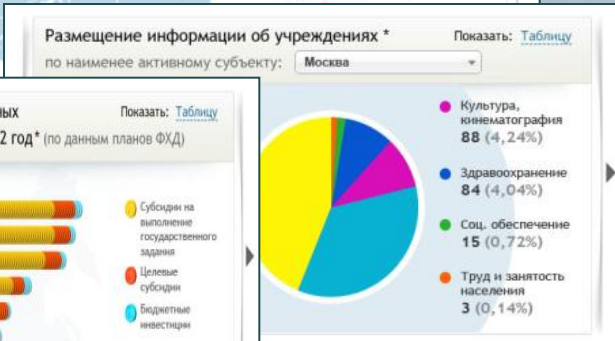 Размещение информации об учреждениях *
Показать: Таблицу
по наименее активному субъекту:
Москва
Культура,
кинематография
88 (4,24%)
Здравоохранение
84 (4,04%)
Соц. обеспечение
15 (0,72%)
Труд и занятость
населения
3 (0,14%)
ных
Показать: Таблицу
2 год* (по данным планов ФХД)
Субсидии на
выполнение
государственного
задания
Целевые
субсидии
Бюджетные
инвестиции